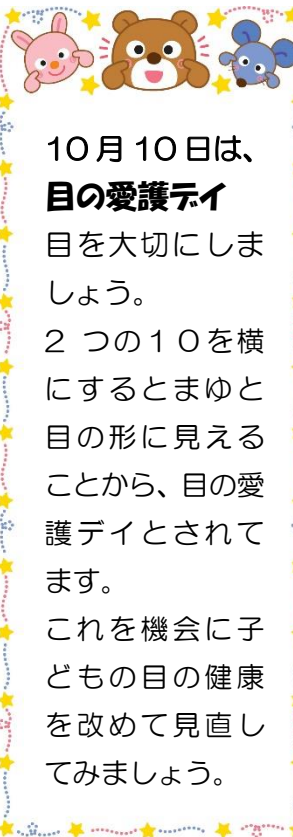 10月10日は、
目の愛護デイ
目を大切にしま
しょう。
2 つの10を横
にするとまゆと
目の形に見える
ことから、目の愛
護デイとされて
ます。
これを機会に子
どもの目の健康
を改めて見直し
てみましょう。